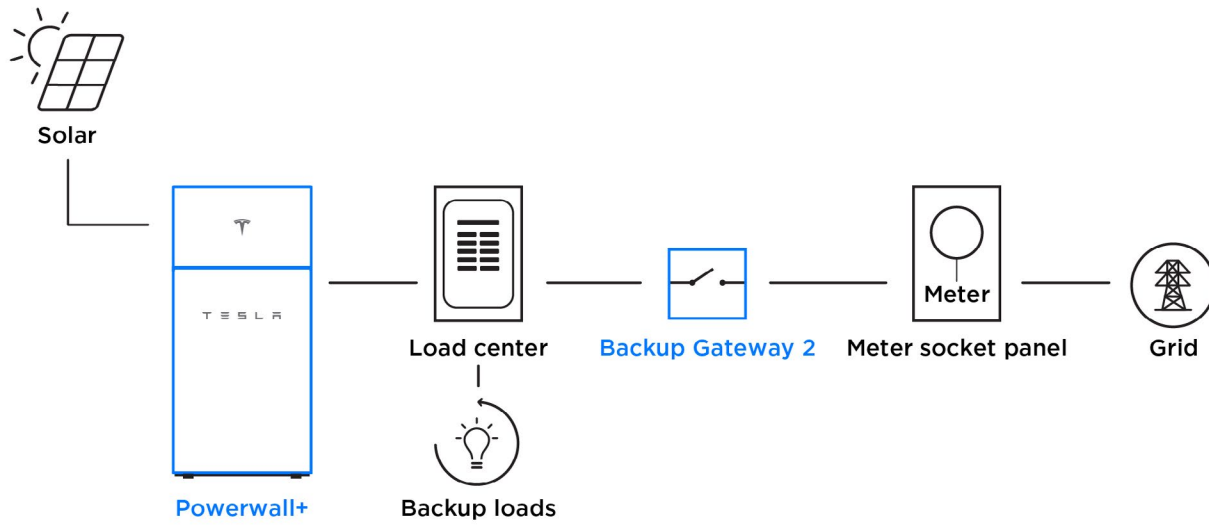 Solar
TESLA
Meter
Load center
Backup Gateway 2
Meter socket panel
Grid
Powerwall+
Backup loads